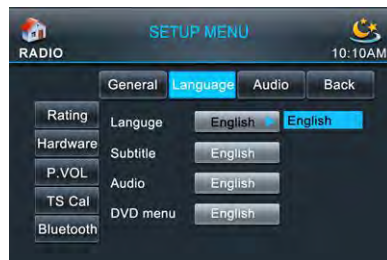 SETUP MENU
RADIO
10:10AM
General Language Audio Back
Rating
Hardware
P.VOL
TS Cal
Bluetooth
Languge English English
Subtitle English
Audio English
DVD menu English